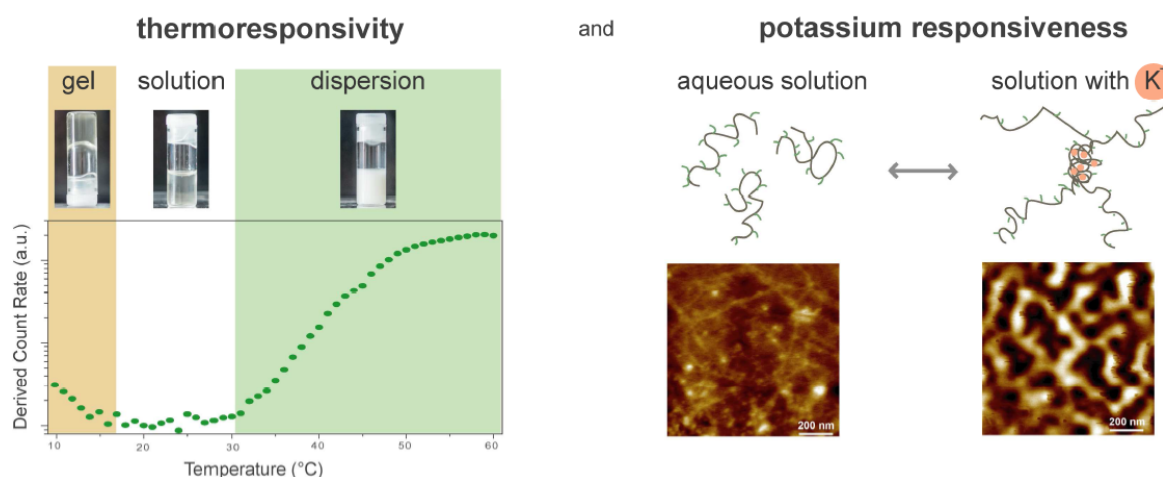 thermoresponsivity and potassium responsiveness
gel solution dispersion
aqueous solution solution with K⁺
Derived Count Rate (a.u.)
10 20 30 40 50 60
Temperature (°C)
200 nm 200 nm